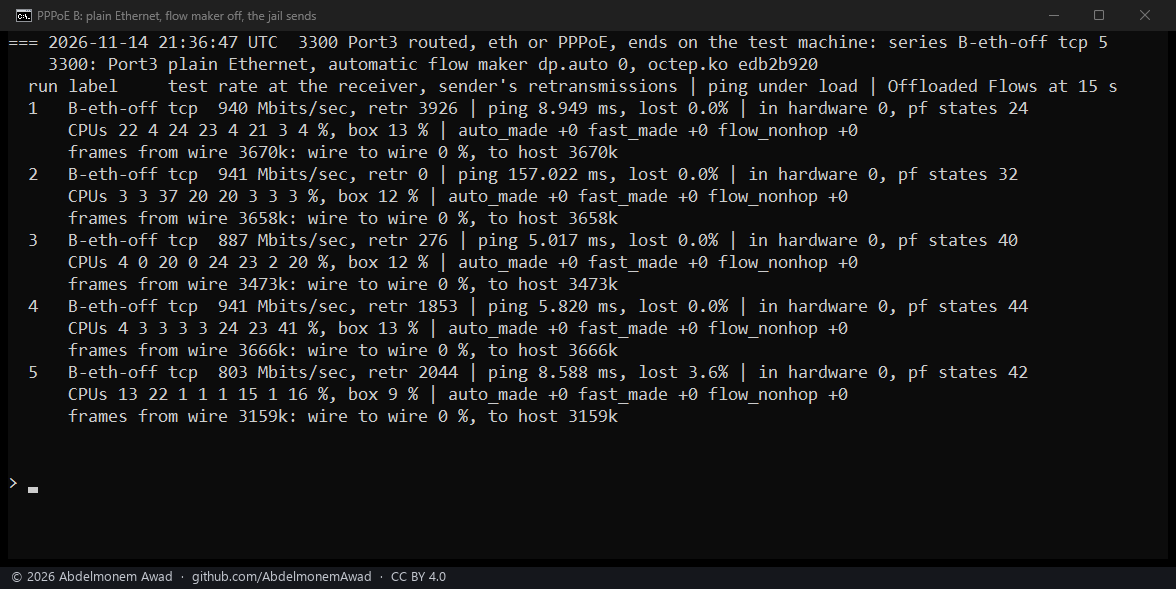 PPPoE B: plain Ethernet, flow maker off, the jail sends
=== 2026-11-14 21:36:47 UTC  3300 Port3 routed, eth or PPPoE, ends on the test machine: series B-eth-off tcp 5
3300: Port3 plain Ethernet, automatic flow maker dp.auto 0, octep.ko edb2b920
run label     test rate at the receiver, sender's retransmissions | ping under load | Offloaded Flows at 15 s
1   B-eth-off tcp  940 Mbits/sec, retr 3926 | ping 8.949 ms, lost 0.0% | in hardware 0, pf states 24
CPUs 22 4 24 23 4 21 3 4 %, box 13 % | auto_made +0 fast_made +0 flow_nonhop +0
frames from wire 3670k: wire to wire 0 %, to host 3670k
2   B-eth-off tcp  941 Mbits/sec, retr 0 | ping 157.022 ms, lost 0.0% | in hardware 0, pf states 32
CPUs 3 3 37 20 20 3 3 3 %, box 12 % | auto_made +0 fast_made +0 flow_nonhop +0
frames from wire 3658k: wire to wire 0 %, to host 3658k
3   B-eth-off tcp  887 Mbits/sec, retr 276 | ping 5.017 ms, lost 0.0% | in hardware 0, pf states 40
CPUs 4 0 20 0 24 23 2 20 %, box 12 % | auto_made +0 fast_made +0 flow_nonhop +0
frames from wire 3473k: wire to wire 0 %, to host 3473k
4   B-eth-off tcp  941 Mbits/sec, retr 1853 | ping 5.820 ms, lost 0.0% | in hardware 0, pf states 44
CPUs 4 3 3 3 3 24 23 41 %, box 13 % | auto_made +0 fast_made +0 flow_nonhop +0
frames from wire 3666k: wire to wire 0 %, to host 3666k
5   B-eth-off tcp  803 Mbits/sec, retr 2044 | ping 8.588 ms, lost 3.6% | in hardware 0, pf states 42
CPUs 13 22 1 1 1 15 1 16 %, box 9 % | auto_made +0 fast_made +0 flow_nonhop +0
frames from wire 3159k: wire to wire 0 %, to host 3159k
>
© 2026 Abdelmonem Awad · github.com/AbdelmonemAwad · CC BY 4.0